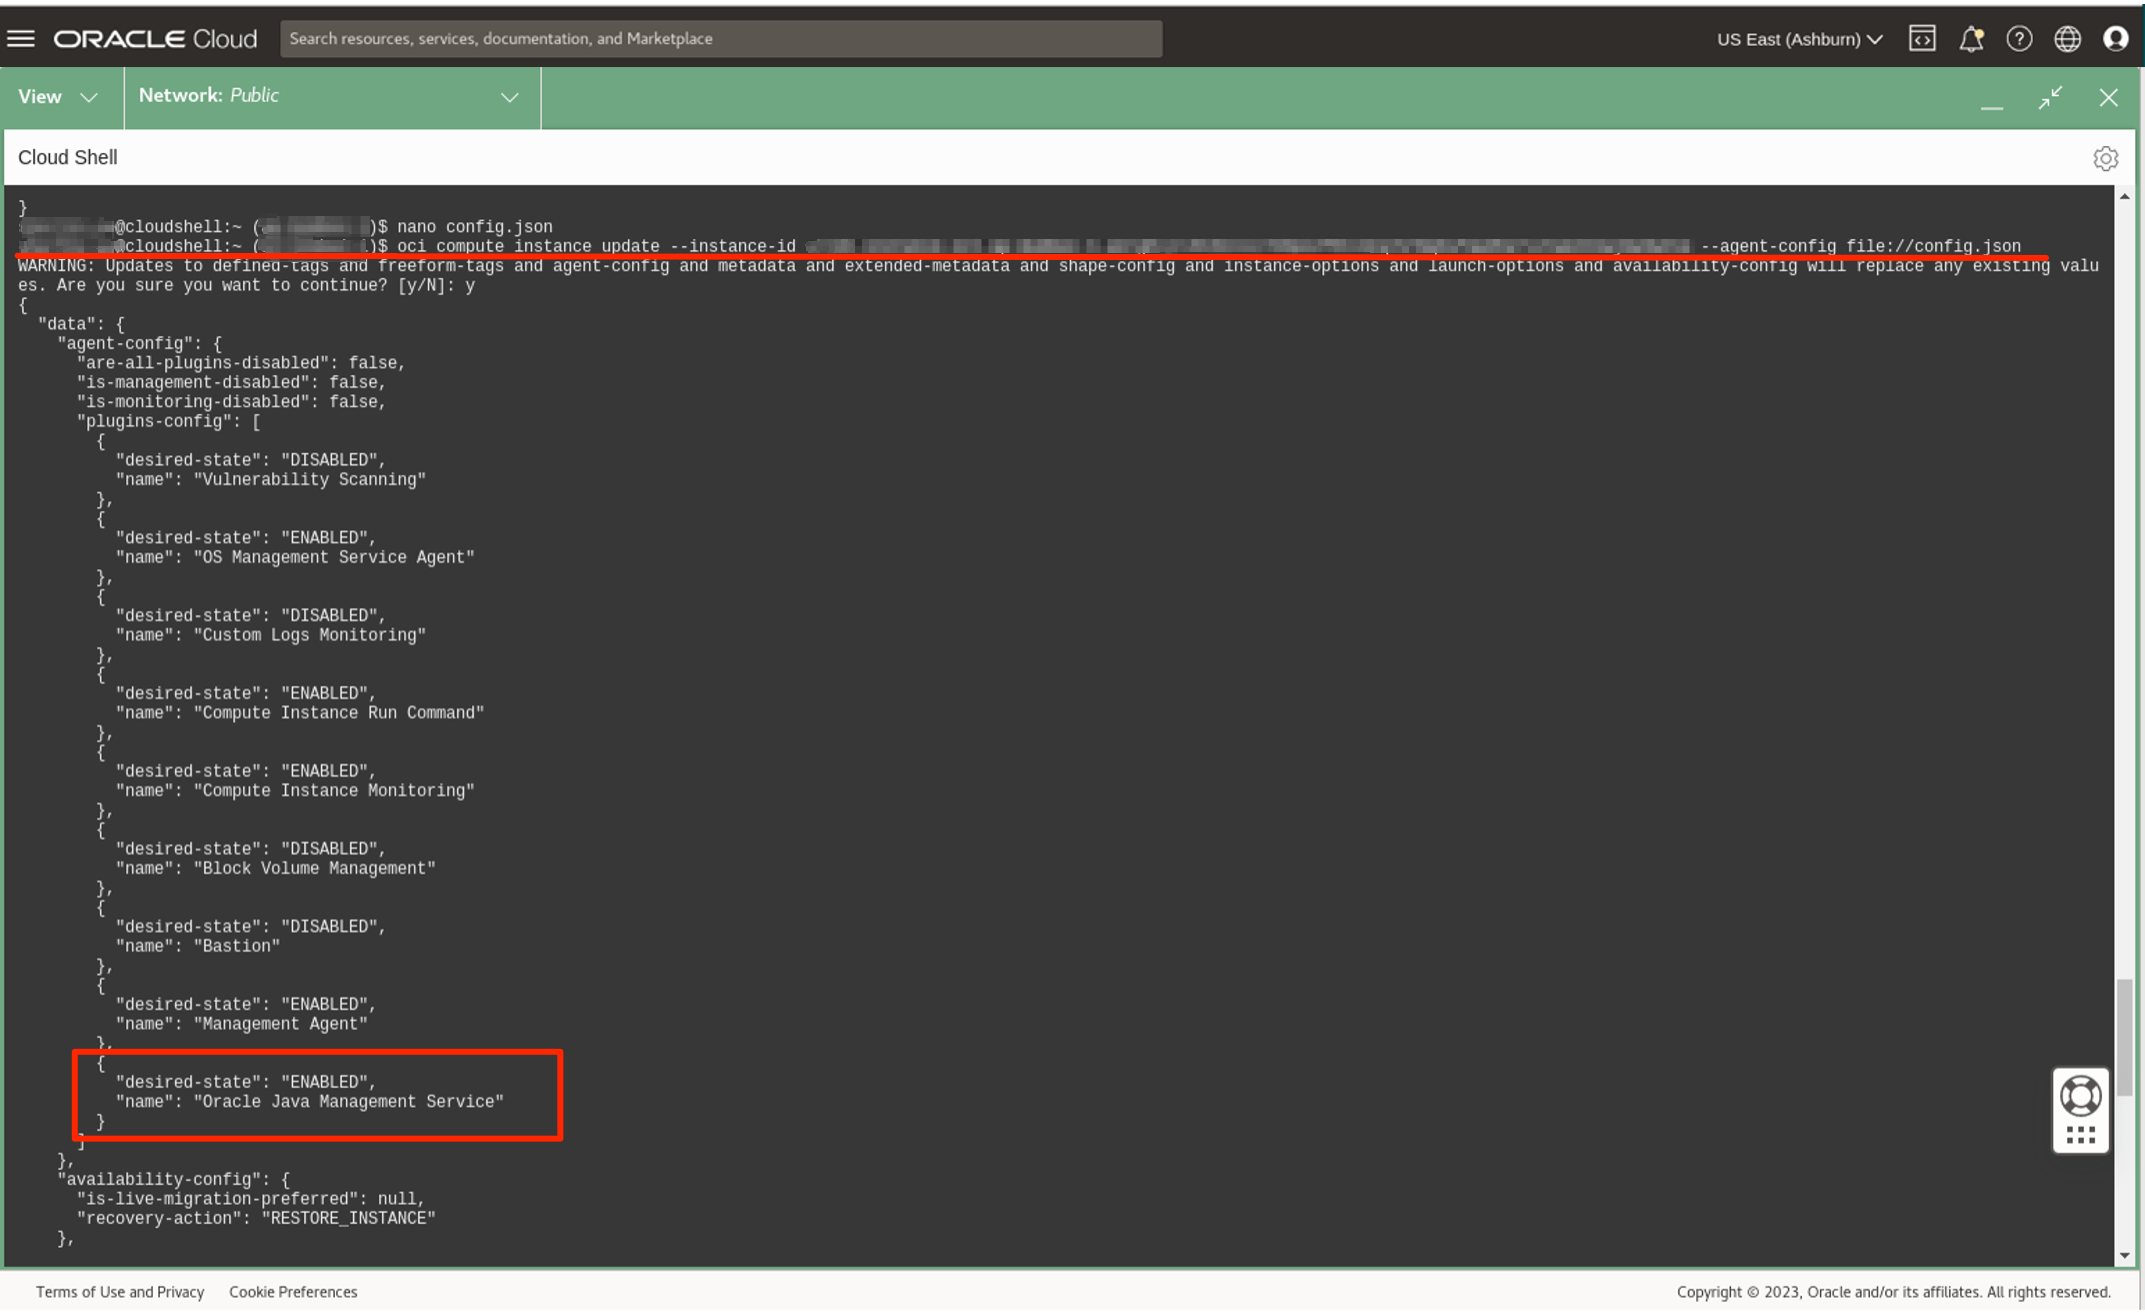 ORACLE Cloud
Search resources, services, documentation, and Marketplace
US East (Ashburn)
View
Network: Public
Cloud Shell
}
@cloudshell:~ ( )$ nano config.json
@cloudshell:~ ( )$ oci compute instance update --instance-id --agent-config file://config.json
WARNING: Updates to defined-tags and freeform-tags and agent-config and metadata and extended-metadata and shape-config and instance-options and launch-options and availability-config will replace any existing valu
es. Are you sure you want to continue? [y/N]: y
{
"data": {
"agent-config": {
"are-all-plugins-disabled": false,
"is-management-disabled": false,
"is-monitoring-disabled": false,
"plugins-config": [
{
"desired-state": "DISABLED",
"name": "Vulnerability Scanning"
},
{
"desired-state": "ENABLED",
"name": "OS Management Service Agent"
},
{
"desired-state": "DISABLED",
"name": "Custom Logs Monitoring"
},
{
"desired-state": "ENABLED",
"name": "Compute Instance Run Command"
},
{
"desired-state": "ENABLED",
"name": "Compute Instance Monitoring"
},
{
"desired-state": "DISABLED",
"name": "Block Volume Management"
},
{
"desired-state": "DISABLED",
"name": "Bastion"
},
{
"desired-state": "ENABLED",
"name": "Management Agent"
},
{
"desired-state": "ENABLED",
"name": "Oracle Java Management Service"
}
]
},
"availability-config": {
"is-live-migration-preferred": null,
"recovery-action": "RESTORE_INSTANCE"
},
Terms of Use and Privacy
Cookie Preferences
Copyright © 2023, Oracle and/or its affiliates. All rights reserved.